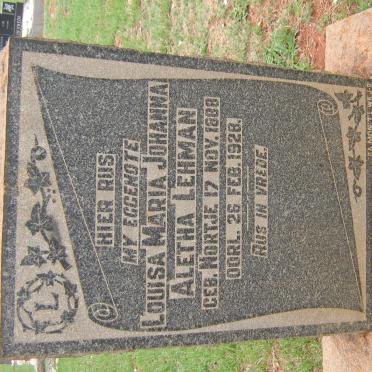 HIER RUS
MY EGGENOTE
LOUISA MARIA JOHANNA
ALETHA LEHMAN
GEB. NORTJE 17 NOV. 1888
OORL. 26 FEB. 1928.
RUS IN VREDE.
L